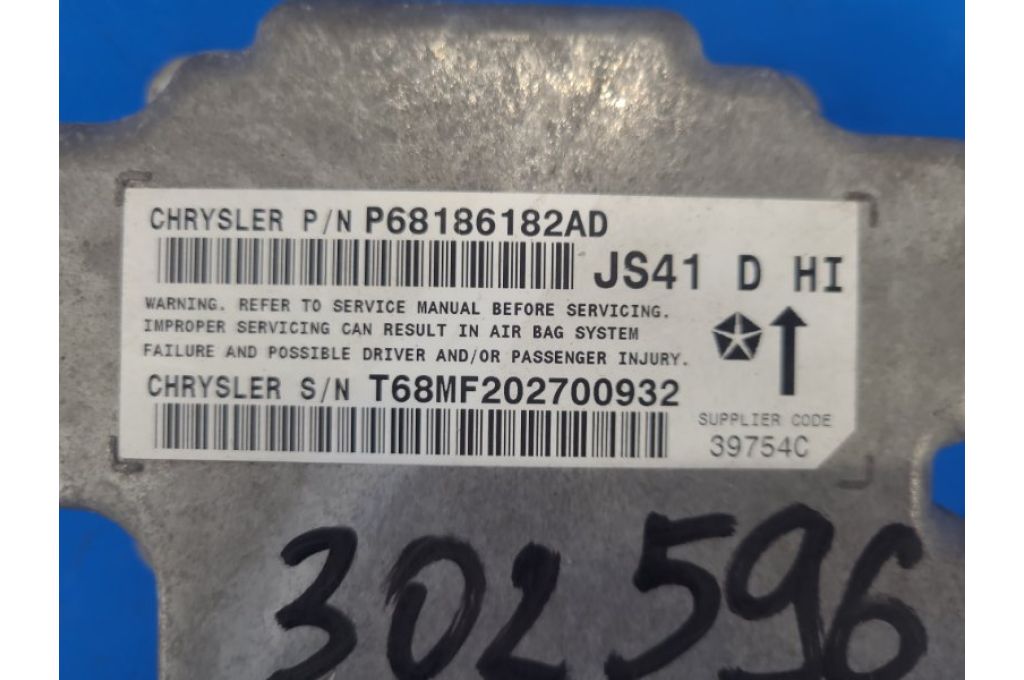 CHRYSLER P/N P68186182AD
JS41 D HI
WARNING. REFER TO SERVICE MANUAL BEFORE SERVICING.
IMPROPER SERVICING CAN RESULT IN AIR BAG SYSTEM
FAILURE AND POSSIBLE DRIVER AND/OR PASSENGER INJURY.
CHRYSLER S/N T68MF202700932
SUPPLIER CODE
39754C
302596